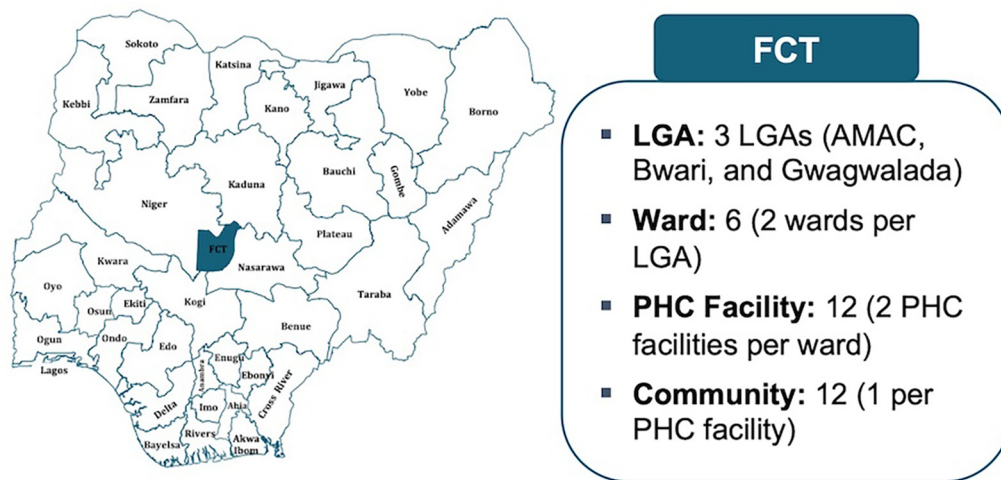 Sokoto
Katsina
Jigawa
Yobe
Borno
Kebbi
Zamfara
Kano
Bauchi
Gombe
Kaduna
Adamawa
Niger
Plateau
FCT
Nasarawa
Kwara
Taraba
Oyo
Kogi
Osun
Ekiti
Benue
Ogun
Ondo
Edo
Enugu
Lagos
Anambra
Ebonyi
Cross River
Delta
Imo
Abia
Rivers
Bayelsa
Akwa
Ibom
FCT
▪ LGA: 3 LGAs (AMAC,
Bwari, and Gwagwalada)
▪ Ward: 6 (2 wards per
LGA)
▪ PHC Facility: 12 (2 PHC
facilities per ward)
▪ Community: 12 (1 per
PHC facility)